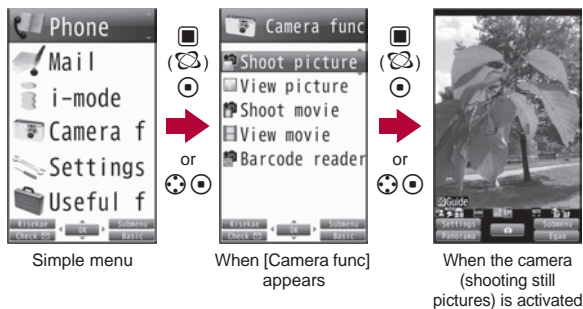 Phone
Mail
i-mode
Camera f
Settings
Useful f
Kisekae
Submenu
OK
Check
Basic
Simple menu
( )
or
Camera func
Shoot picture
View picture
Shoot movie
View movie
Barcode reader
Kisekae
Submenu
OK
Check
Basic
When [Camera func]
appears
( )
or
Guide
Settings
Submenu
Panorama
Egao
When the camera
(shooting still
pictures) is activated